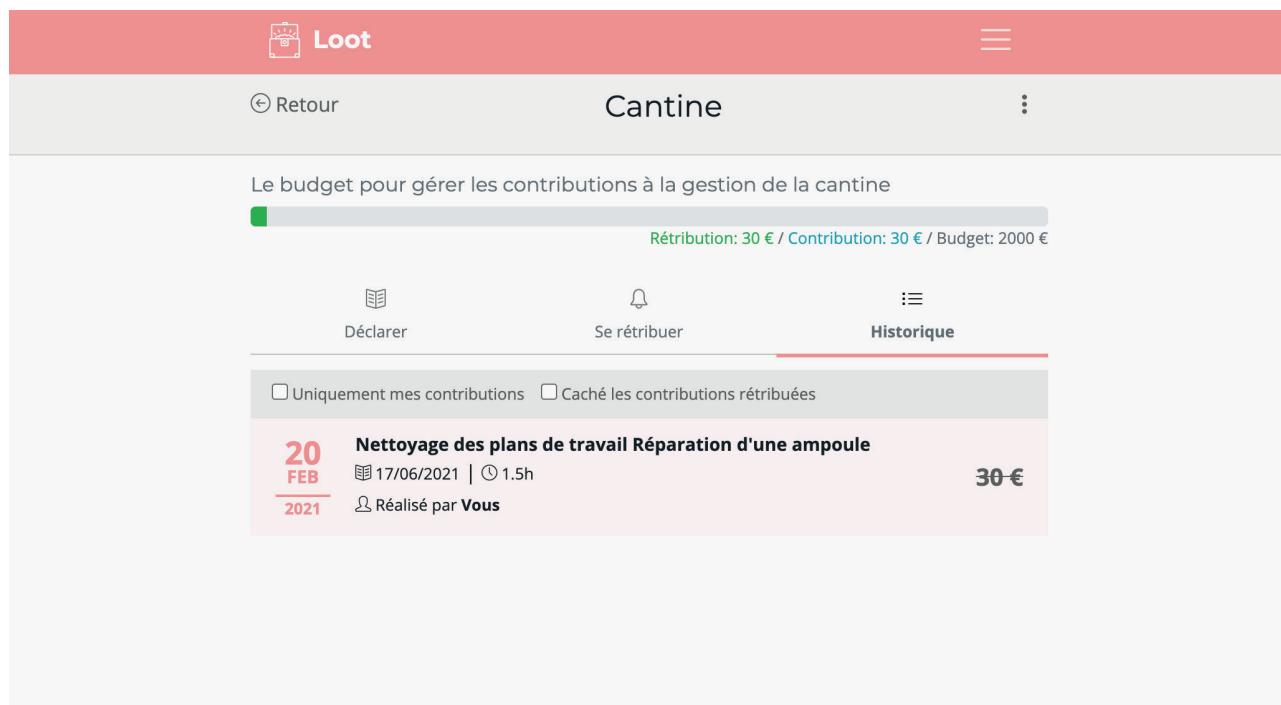 Loot
Retour
Cantine
Le budget pour gérer les contributions à la gestion de la cantine
Rétribution: 30 € / Contribution: 30 € / Budget: 2000 €
Déclarer
Se rétribuer
Historique
Uniquement mes contributions
Caché les contributions rétribuées
20
FEB
2021
Nettoyage des plans de travail Réparation d'une ampoule
17/06/2021 | 1.5h
Réalisé par Vous
30 €